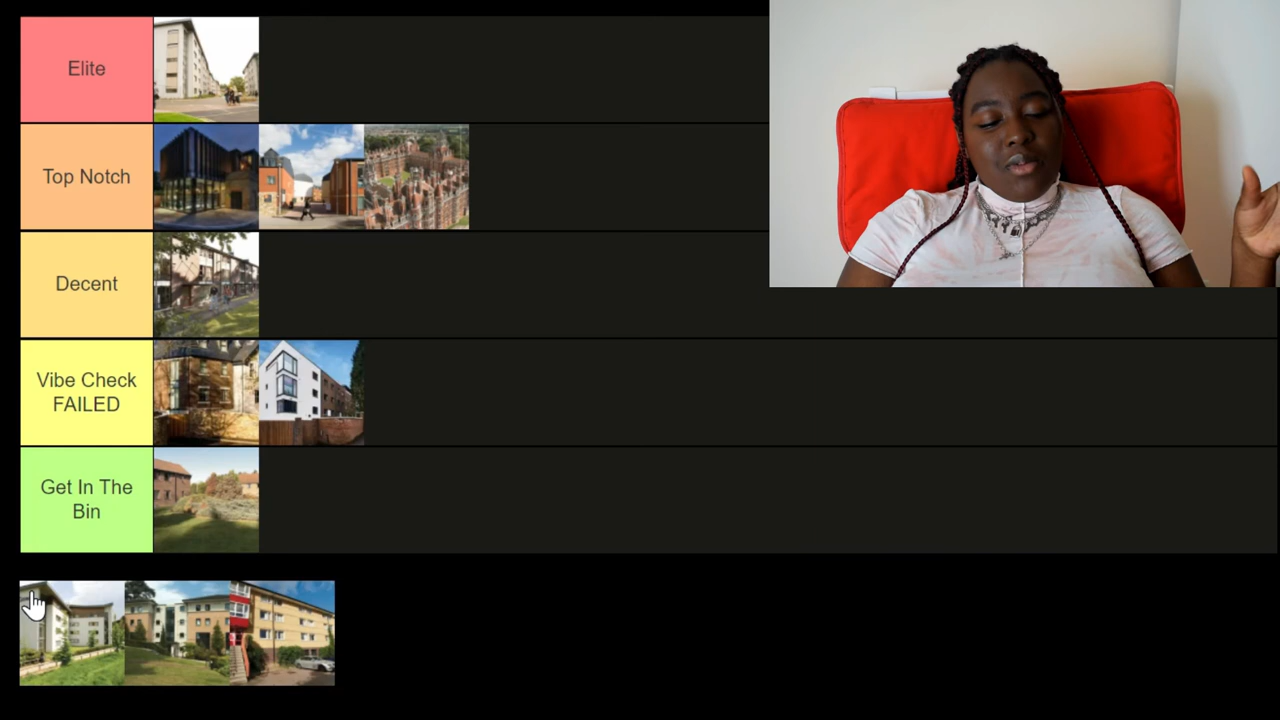 Elite
Top Notch
Decent
Vibe Check
FAILED
Get In The
Bin